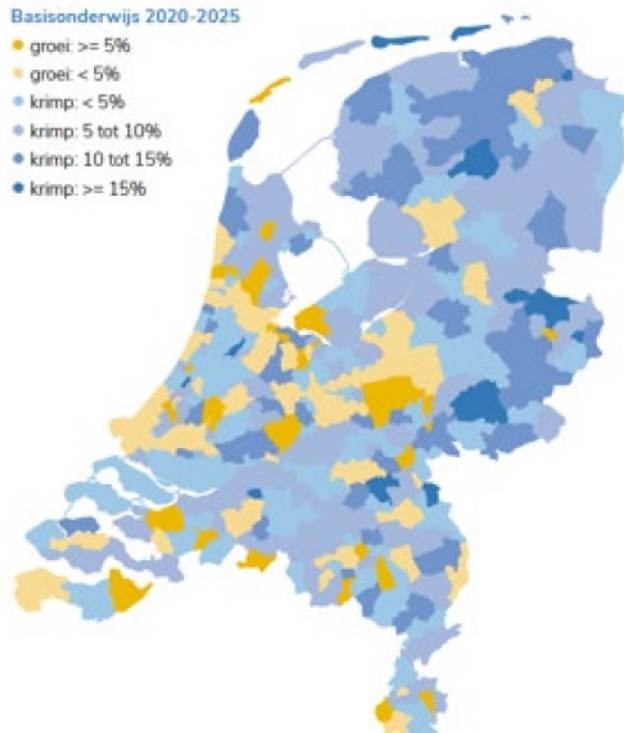 Basisonderwijs 2020-2025
groei: >= 5%
groei: < 5%
krimp: < 5%
krimp: 5 tot 10%
krimp: 10 tot 15%
krimp: >= 15%